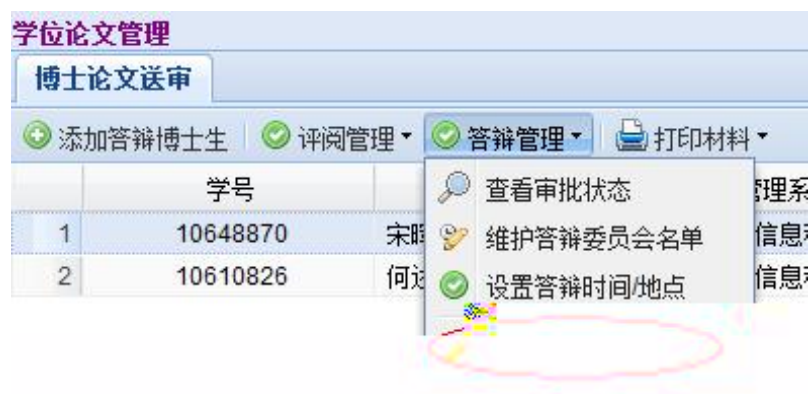 学位论文管理
博士论文送审
添加答辩博士生 评阅管理 答辩管理 打印材料
学号
查看审批状态
管理系
1 10648870 宋
维护答辩委员会名单
信息
2 10610826 何
设置答辩时间/地点
信息